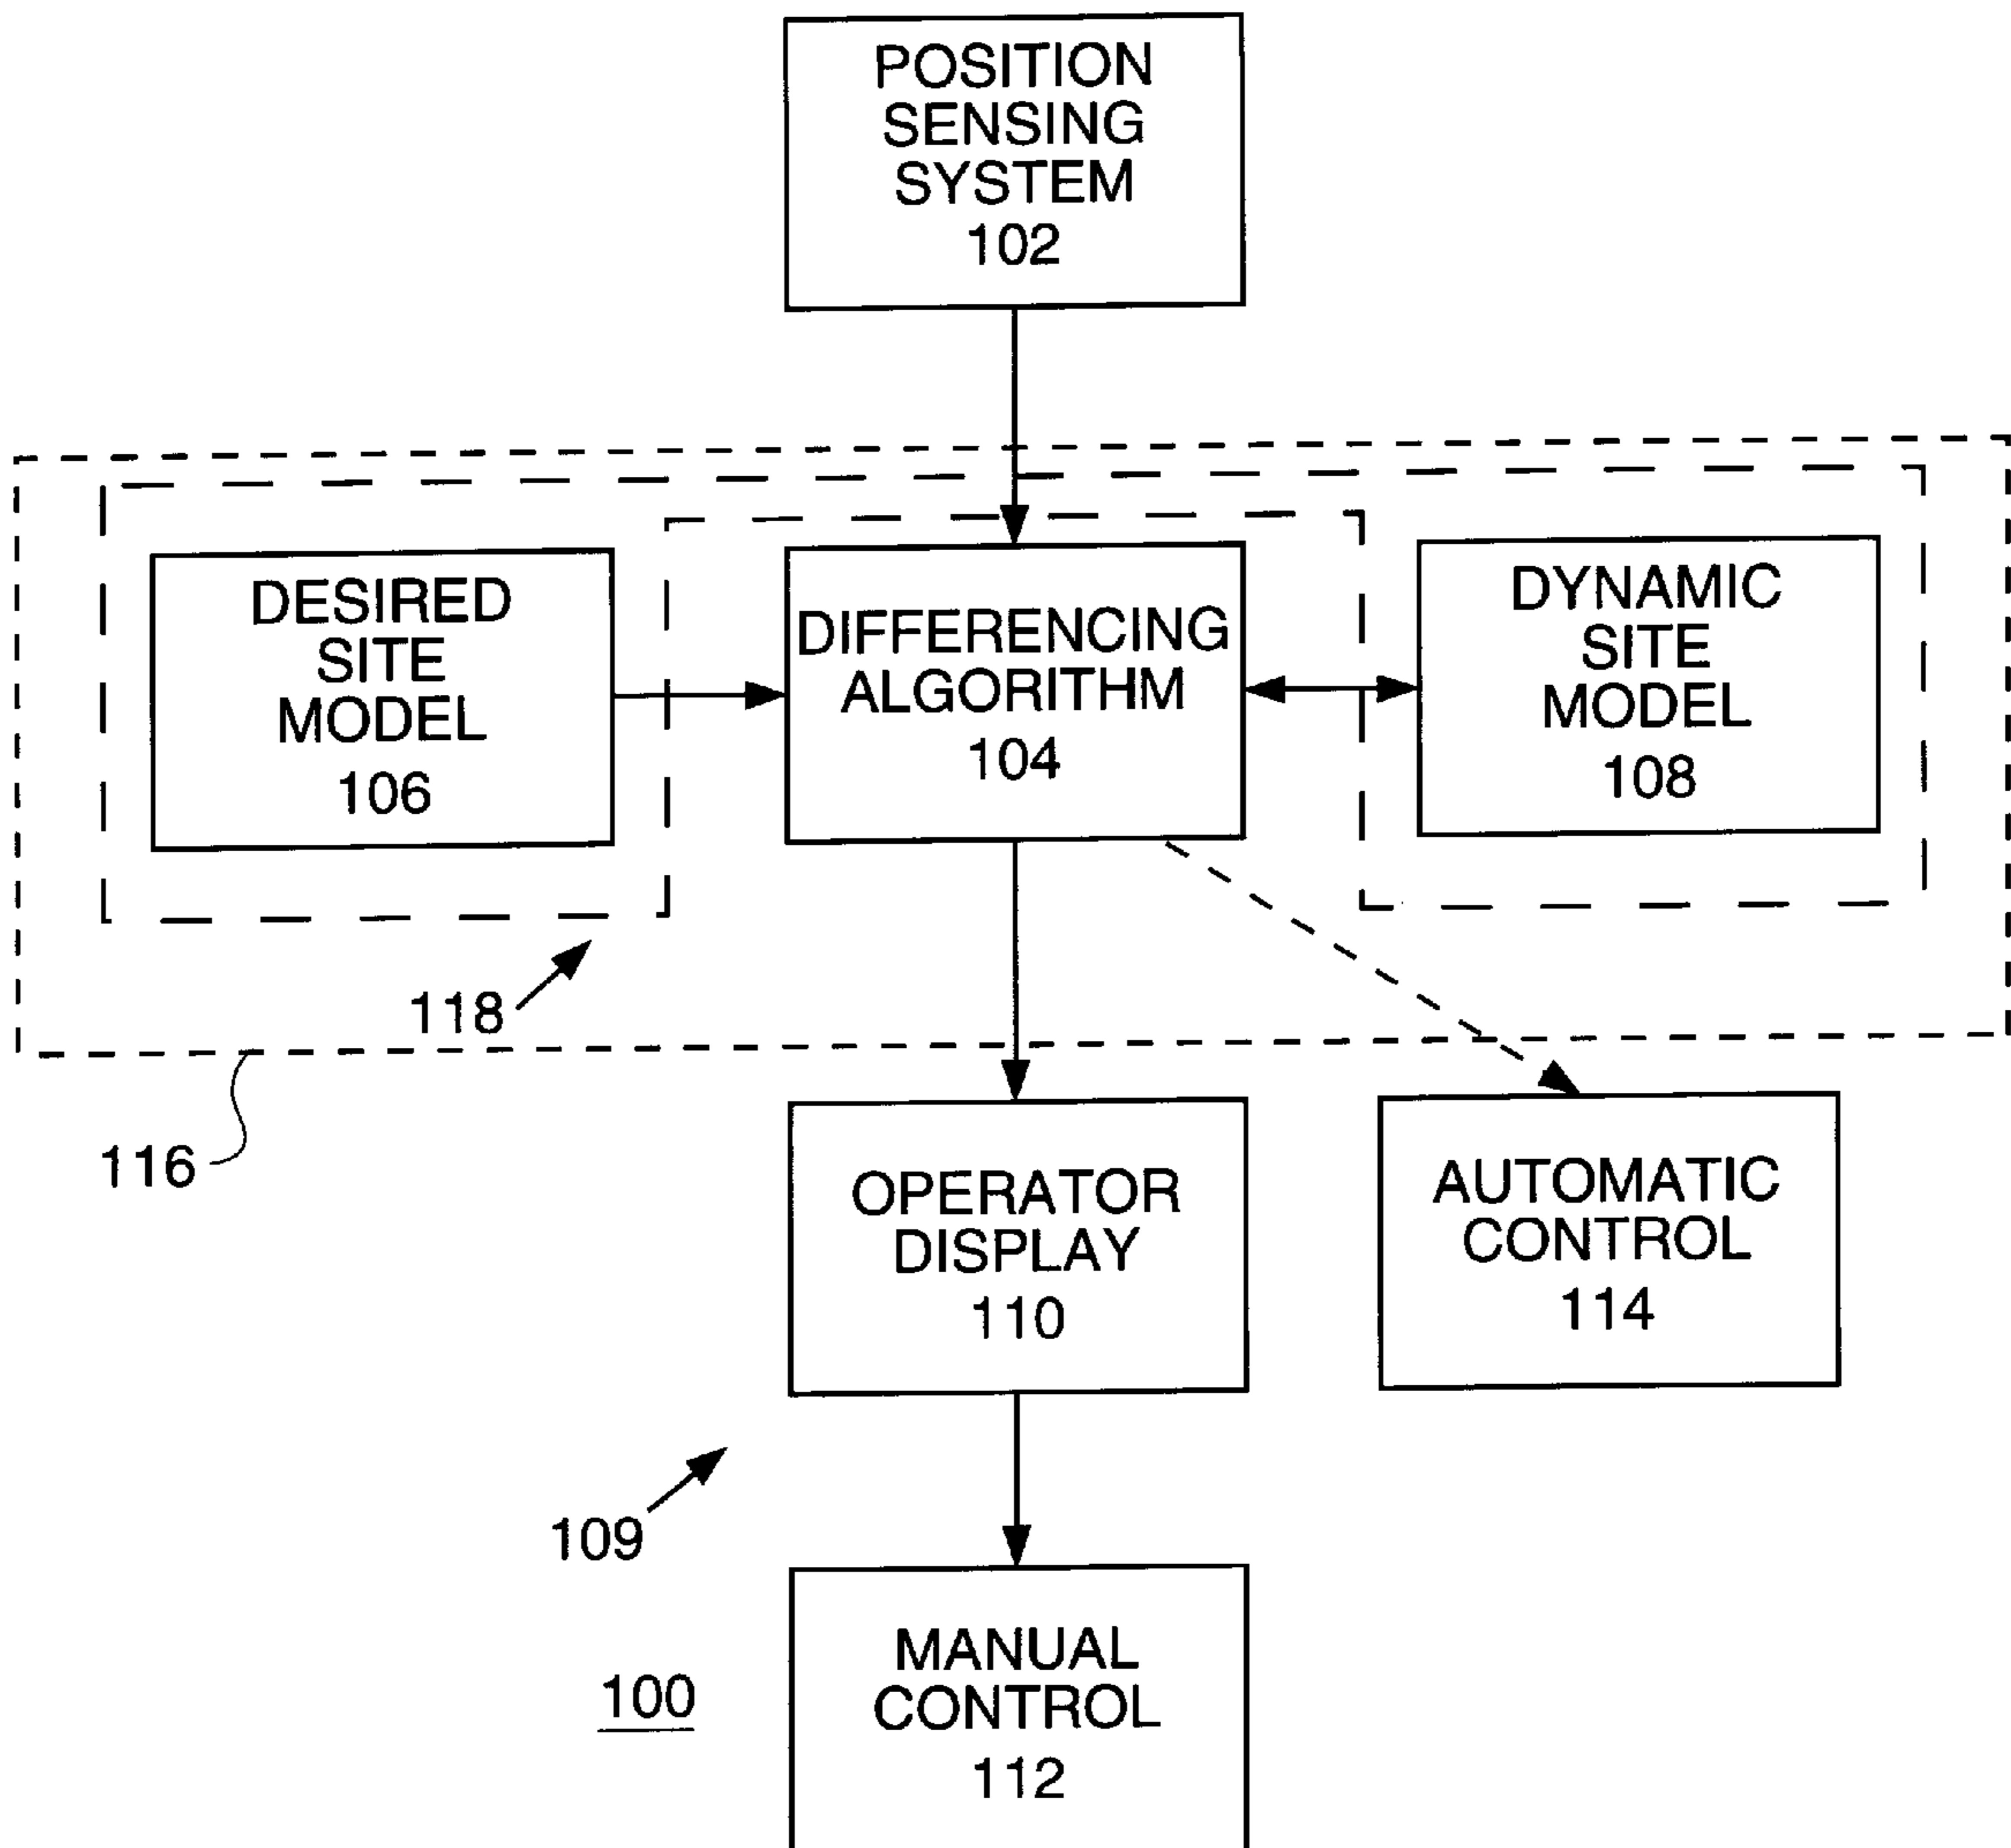 POSITION
SENSING
SYSTEM
102
DESIRED
SITE
MODEL
106
DIFFERENCING
ALGORITHM
104
DYNAMIC
SITE
MODEL
108
118
116
OPERATOR
DISPLAY
110
AUTOMATIC
CONTROL
114
109
100
MANUAL
CONTROL
112